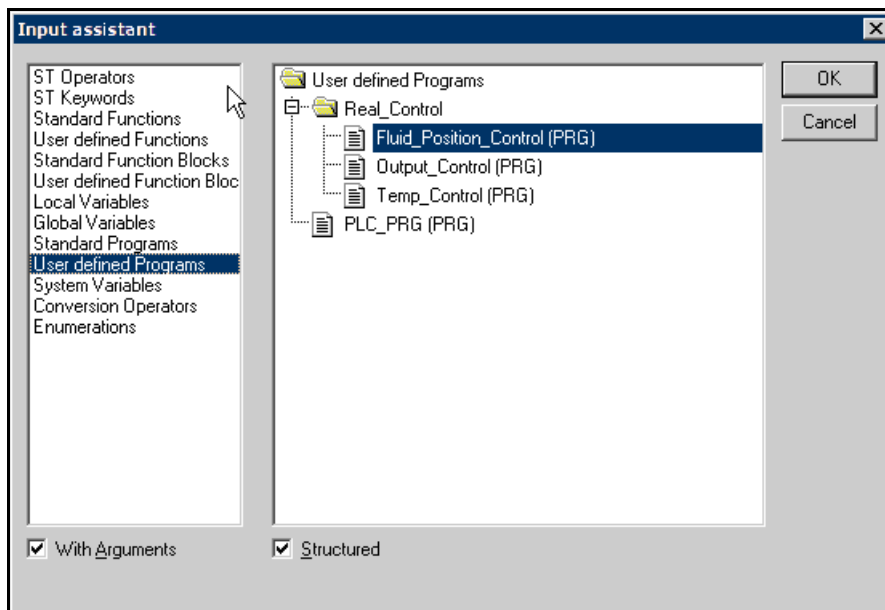 Input assistant
ST Operators
ST Keywords
Standard Functions
User defined Functions
Standard Function Blocks
User defined Function Bloc
Local Variables
Global Variables
Standard Programs
User defined Programs
System Variables
Conversion Operators
Enumerations
User defined Programs
Real_Control
Fluid_Position_Control (PRG)
Output_Control (PRG)
Temp_Control (PRG)
PLC_PRG (PRG)
OK
Cancel
With Arguments
Structured